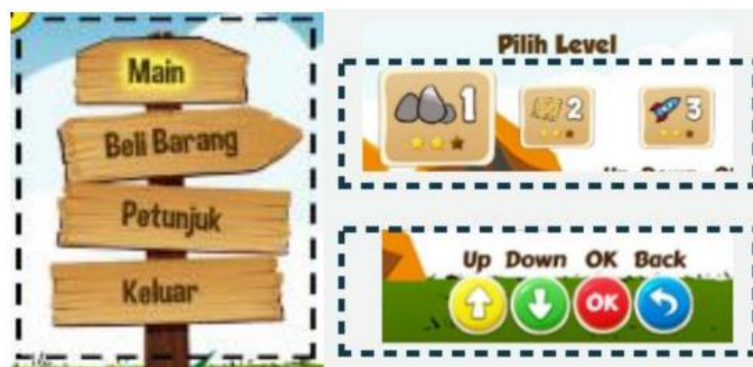 Main
Beli Barang
Petunjuk
Keluar
Pilih Level
1 2 3
Up Down OK Back
OK